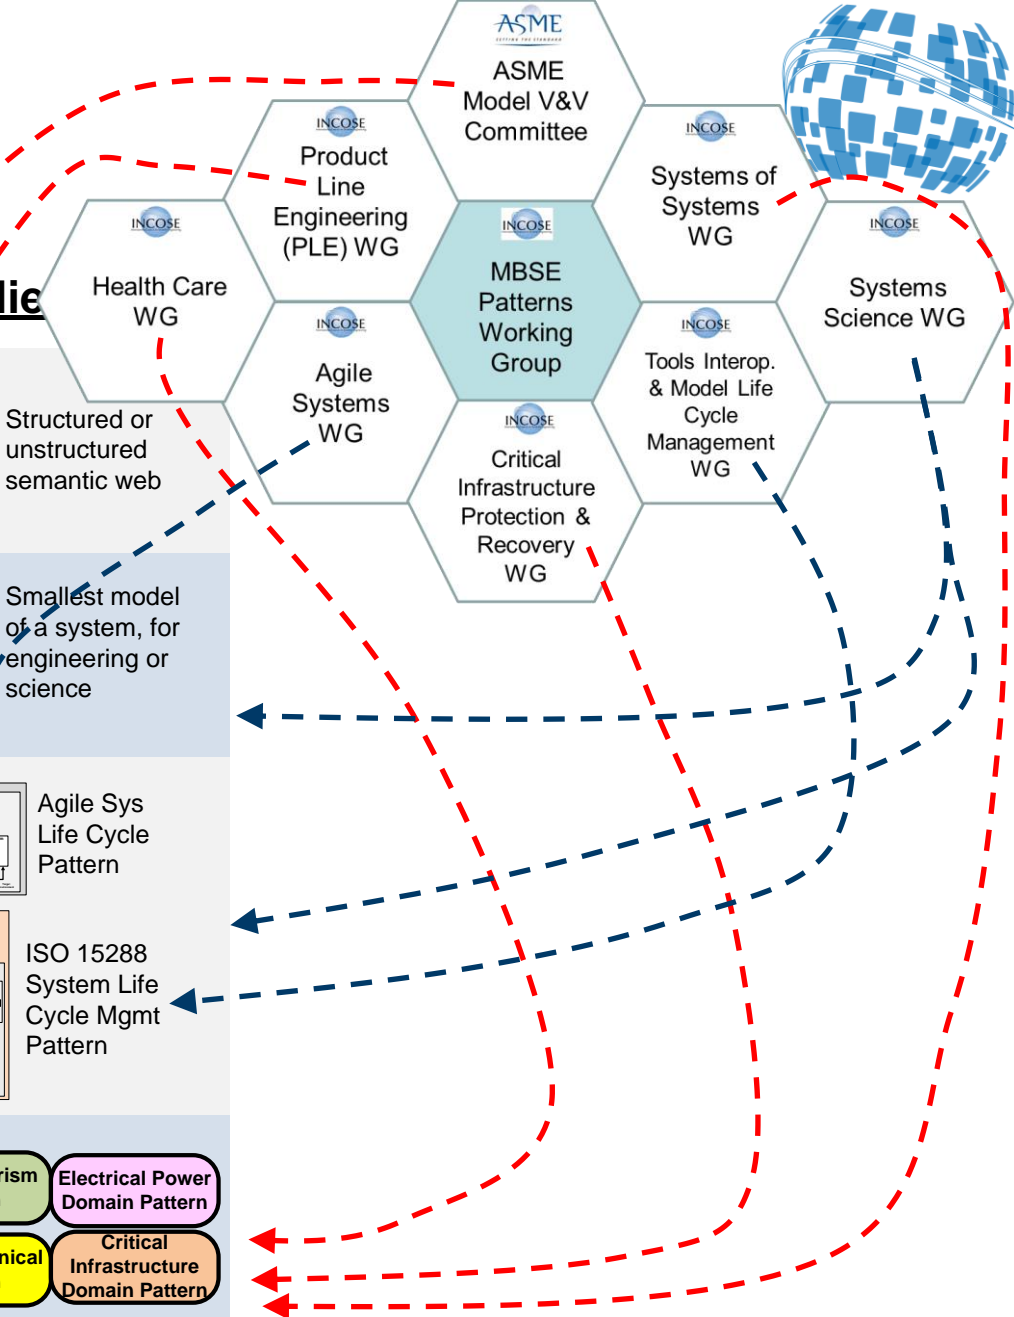 ASME
SETTING THE STANDARD
ASME
Model V&V
Committee
INCOSE
Product
Line
Engineering
(PLE) WG
INCOSE
Systems of
Systems
WG
INCOSE
Health Care
WG
INCOSE
MBSE
Patterns
Working
Group
INCOSE
Systems
Science WG
INCOSE
Agile
Systems
WG
INCOSE
Tools Interop.
& Model Life
Cycle
Management
WG
INCOSE
Critical
Infrastructure
Protection &
Recovery
WG
Structured or
unstructured
semantic web
Smallest model
of a system, for
engineering or
science
Agile Sys
Life Cycle
Pattern
ISO 15288
System Life
Cycle Mgmt
Pattern
Electrical Power
Domain Pattern
Critical
Infrastructure
Domain Pattern